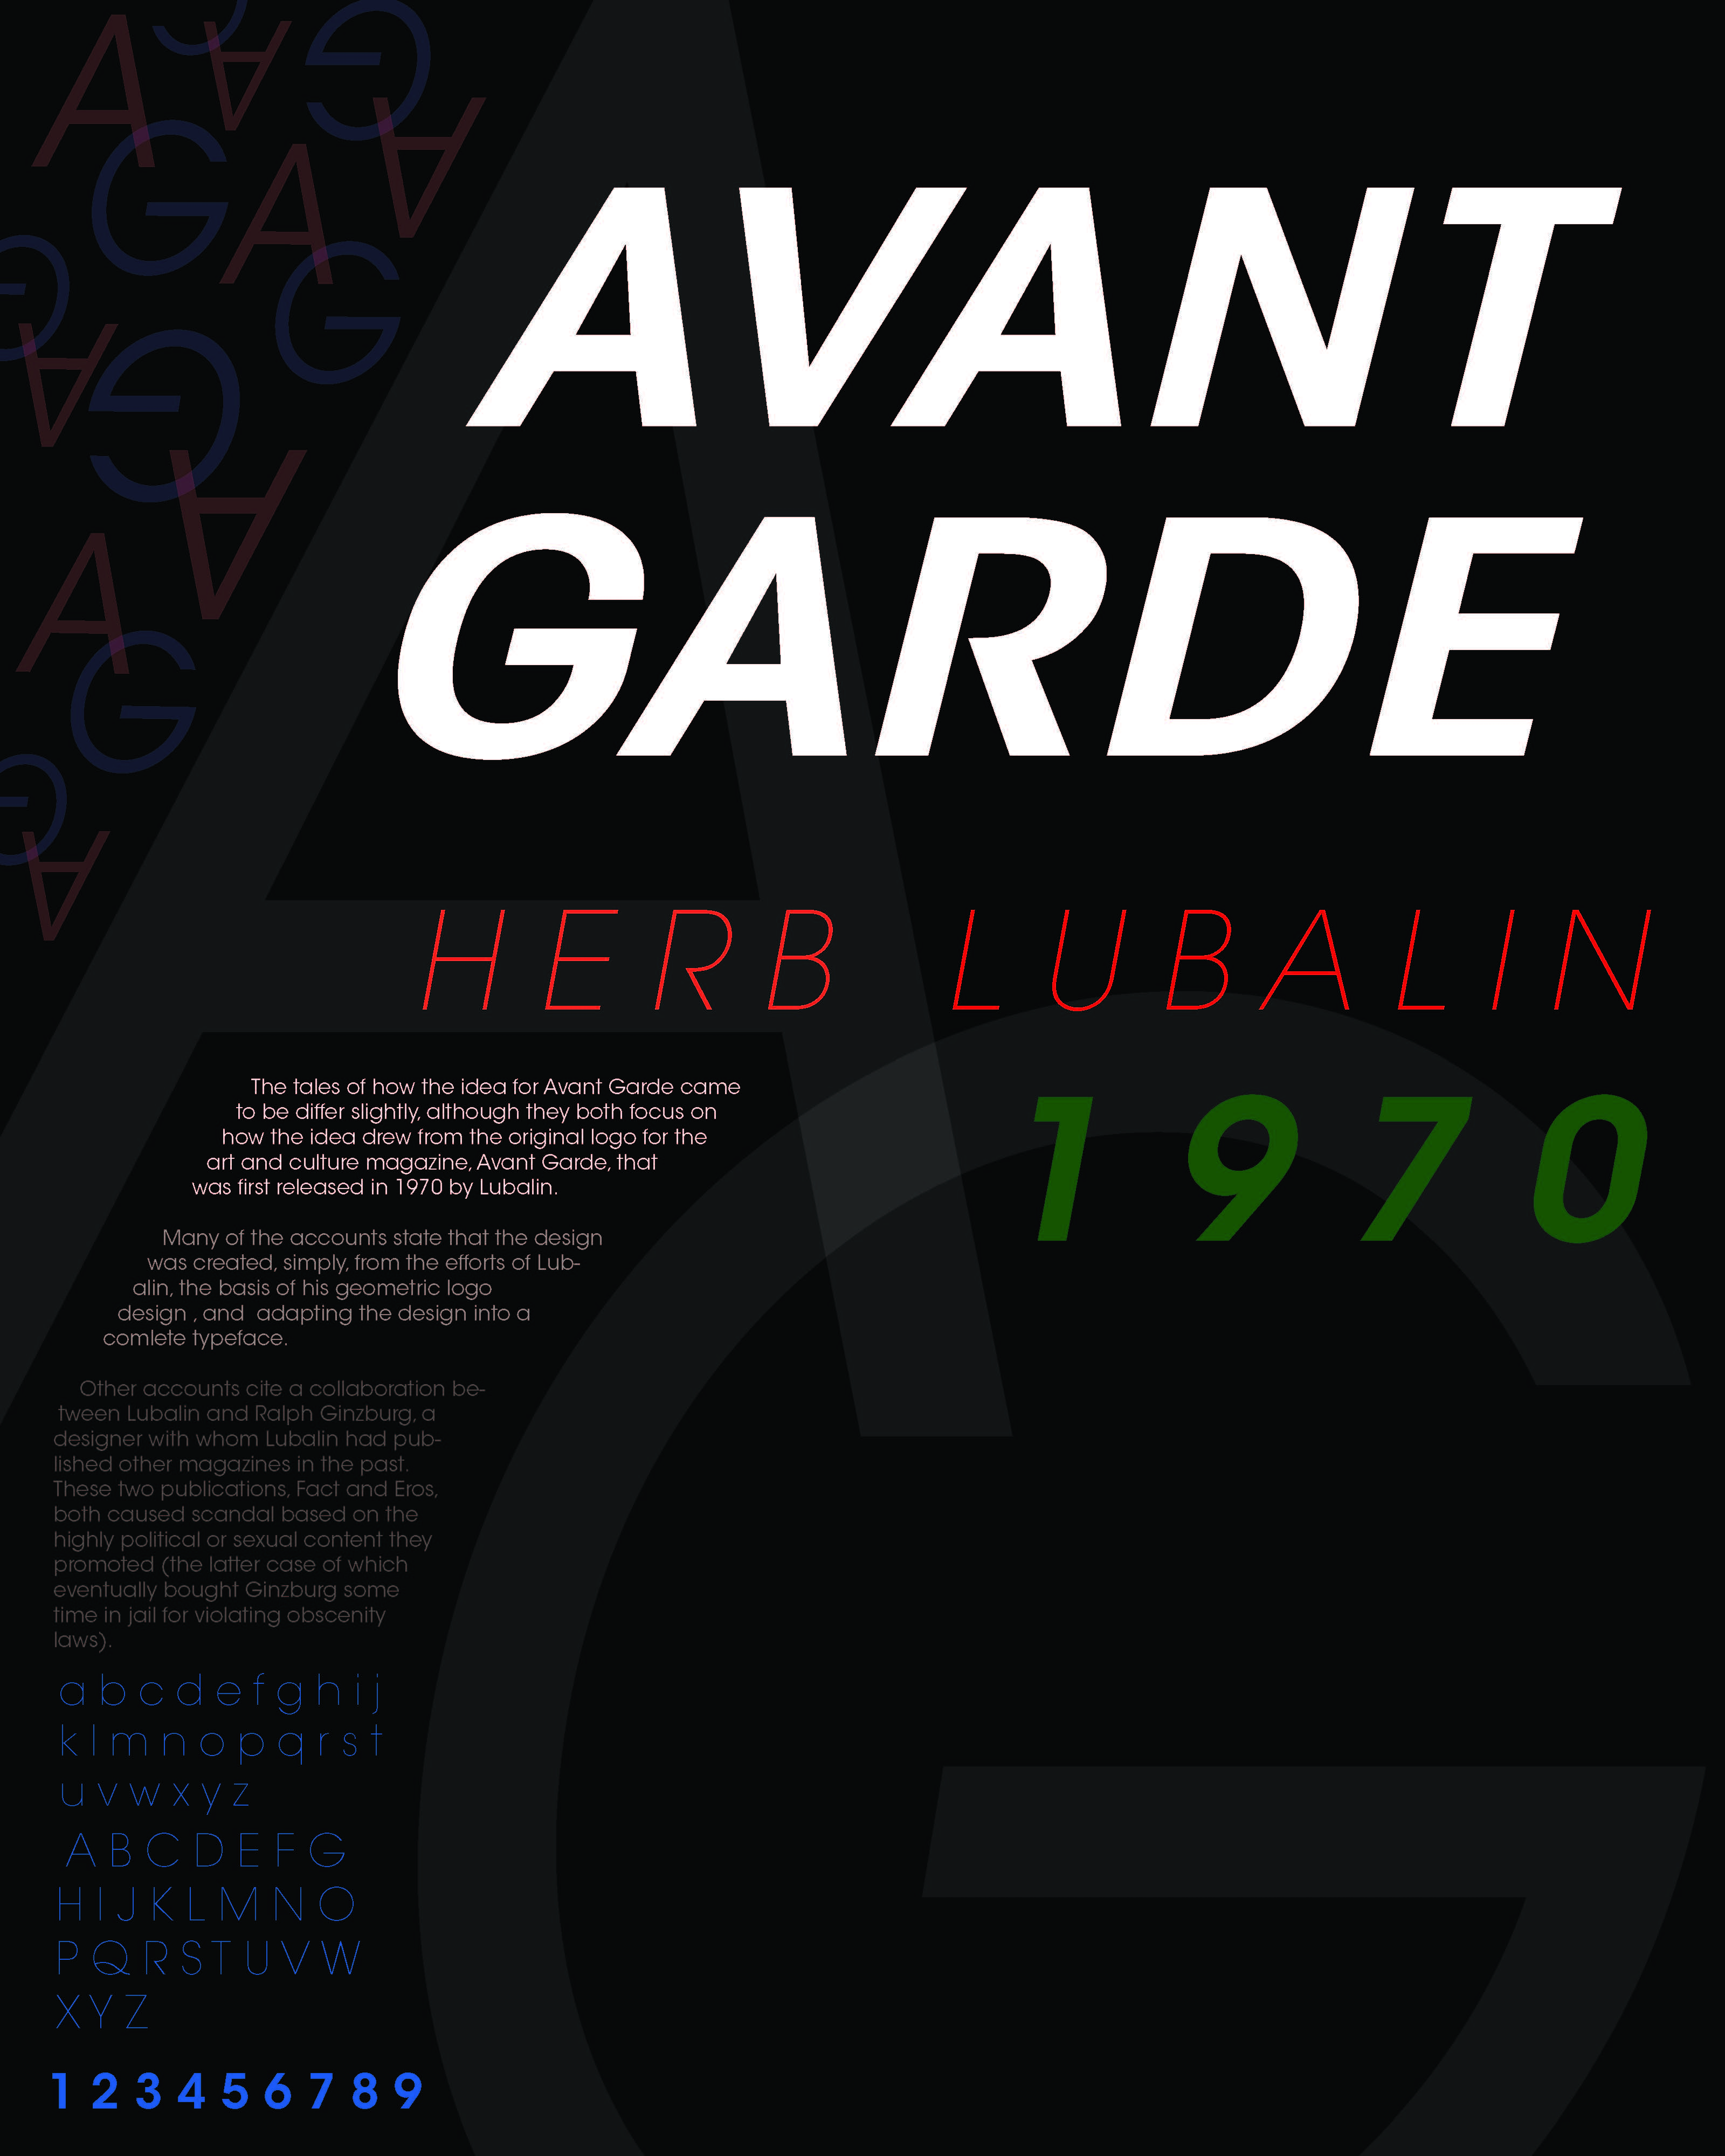 AVANT
GARDE
HERB LUBALIN
1970
The tales of how the idea for Avant Garde came
to be differ slightly, although they both focus on
how the idea drew from the original logo for the
art and culture magazine, Avant Garde, that
was first released in 1970 by Lubalin.
Many of the accounts state that the design
was created, simply, from the efforts of Lub-
alin, the basis of his geometric logo
design , and  adapting the design into a
comlete typeface.
Other accounts cite a collaboration be-
tween Lubalin and Ralph Ginzburg, a
designer with whom Lubalin had pub-
lished other magazines in the past.
These two publications, Fact and Eros,
both caused scandal based on the
highly political or sexual content they
promoted (the latter case of which
eventually bought Ginzburg some
time in jail for violating obscenity
laws).
a b c d e f g h i j
k l m n o p q r s t
u v w x y z
A B C D E F G
H I J K L M N O
P Q R S T U V W
X Y Z
1 2 3 4 5 6 7 8 9
A G
A G
A G
A G
A G
A G
A G
A G
A